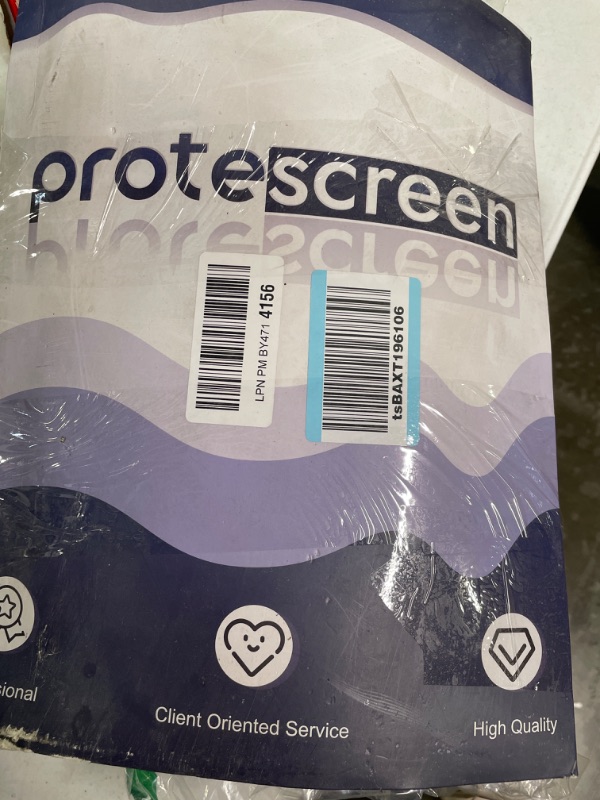 protescreen
LPN PM BY471 4156
tsBAXT196106
sional
Client Oriented Service
High Quality